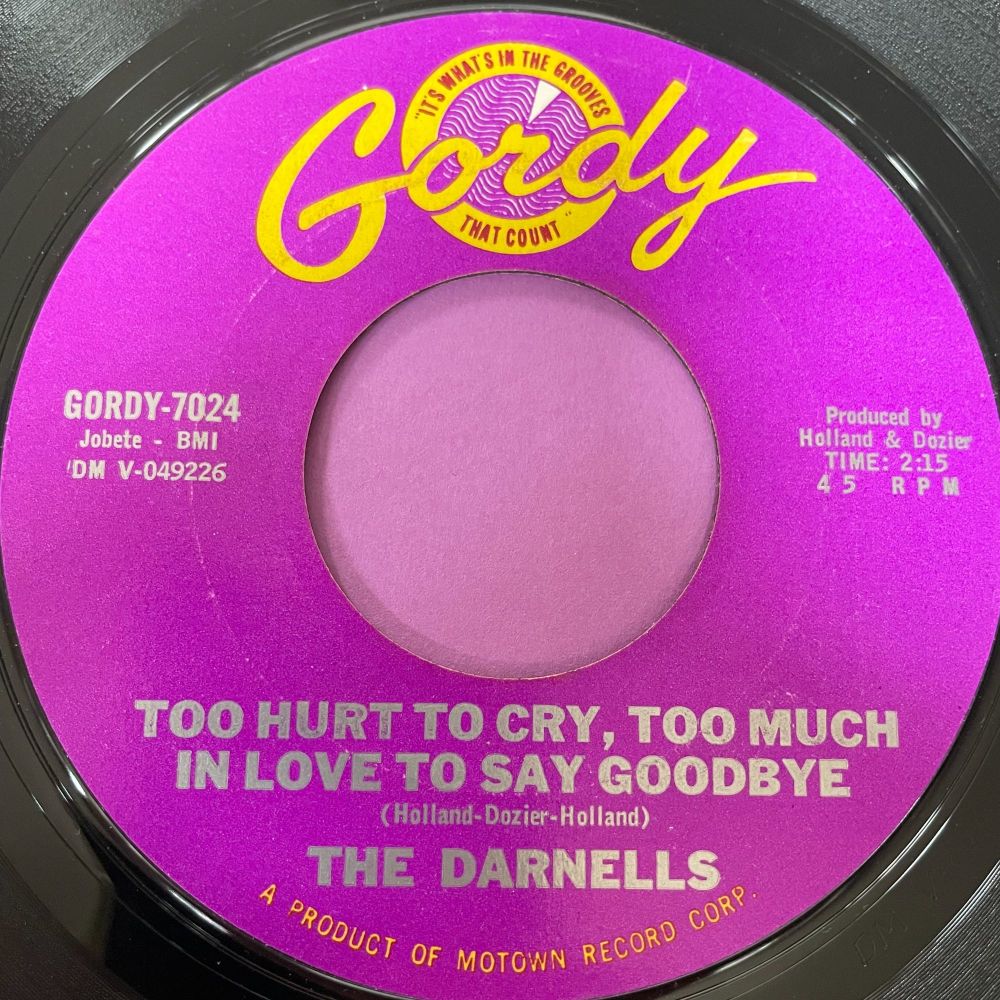 "IT'S WHAT'S IN THE GROOVES
Gordy
THAT COUNT"
GORDY-7024
Jobete - BMI
DM V-049226
Produced by
Holland & Dozier
TIME: 2:15
45 RPM
TOO HURT TO CRY, TOO MUCH
IN LOVE TO SAY GOODBYE
(Holland-Dozier-Holland)
THE DARNELLS
A PRODUCT OF MOTOWN RECORD CORP.